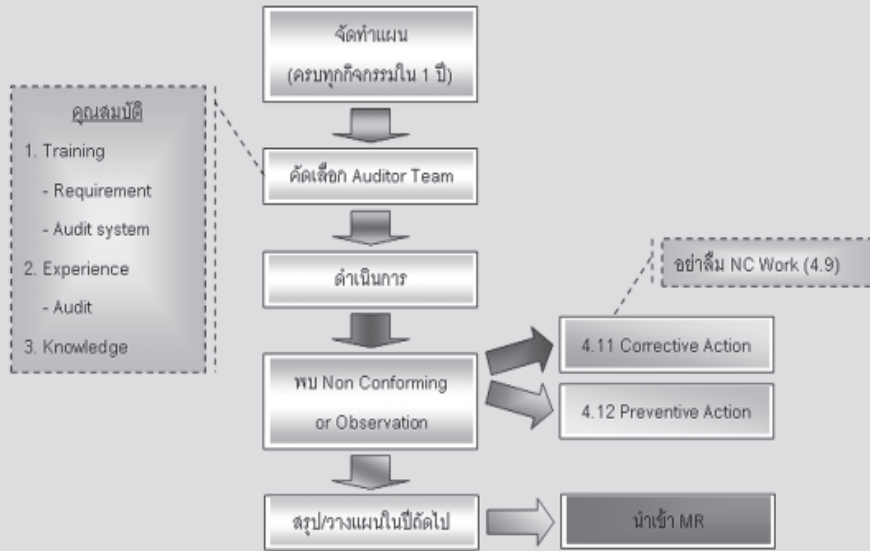 จัดทำแผน
(ครบทุกกิจกรรมใน 1 ปี)
คุณสมบัติ
1. Training
- Requirement
- Audit system
2. Experience
- Audit
3. Knowledge
คัดเลือก Auditor Team
ดำเนินการ
อย่าลืม NC Work (4.9)
4.11 Corrective Action
พบ Non Conforming
or Observation
4.12 Preventive Action
สรุป/วางแผนในปีถัดไป
นำเข้า MR